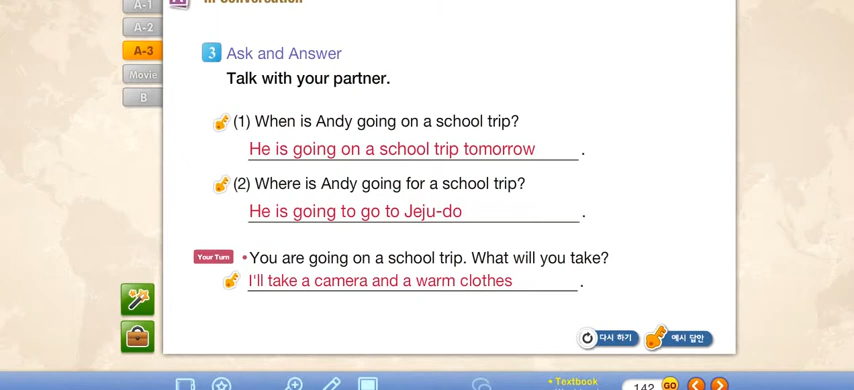 A-1
In Conversation
A-2
A-3
Movie
B
3 Ask and Answer
Talk with your partner.
(1) When is Andy going on a school trip?
He is going on a school trip tomorrow .
(2) Where is Andy going for a school trip?
He is going to go to Jeju-do .
Your Turn • You are going on a school trip. What will you take?
I'll take a camera and a warm clothes .
다시 하기 예시 답안
• Textbook
142 GO